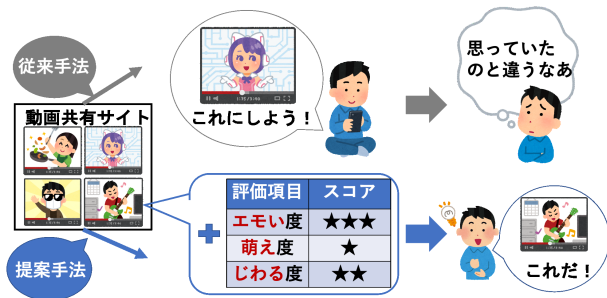 従来手法
動画共有サイト
提案手法
これにしよう！
思っていた
のと違うなあ
評価項目 スコア
エモい度 ★★★
萌え度 ★
じわる度 ★★
これだ！